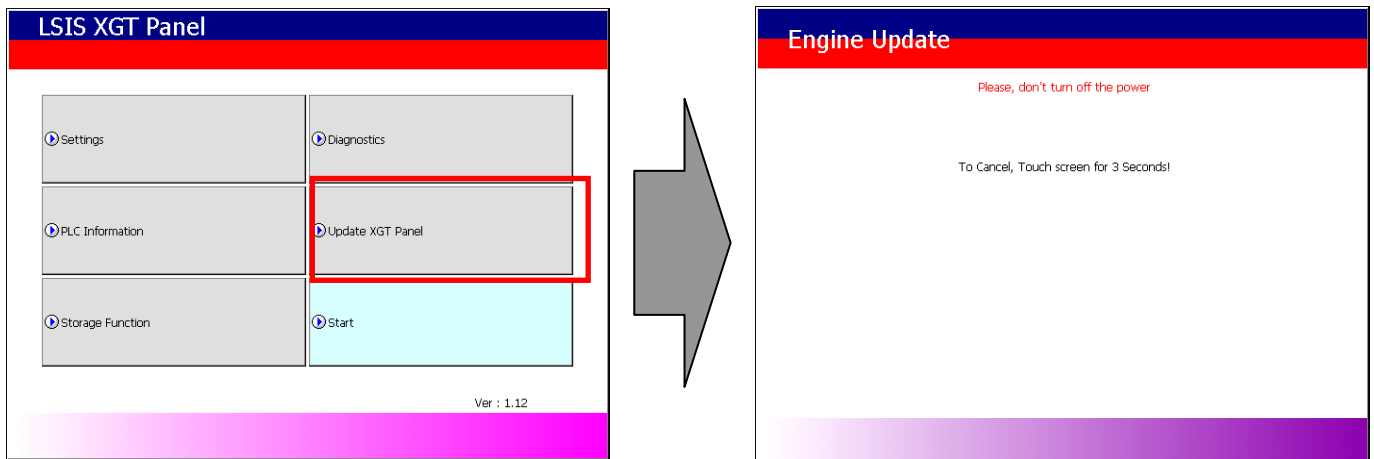 LSIS XGT Panel
Settings
Diagnostics
PLC Information
Update XGT Panel
Storage Function
Start
Ver : 1.12
Engine Update
Please, don't turn off the power
To Cancel, Touch screen for 3 Seconds!